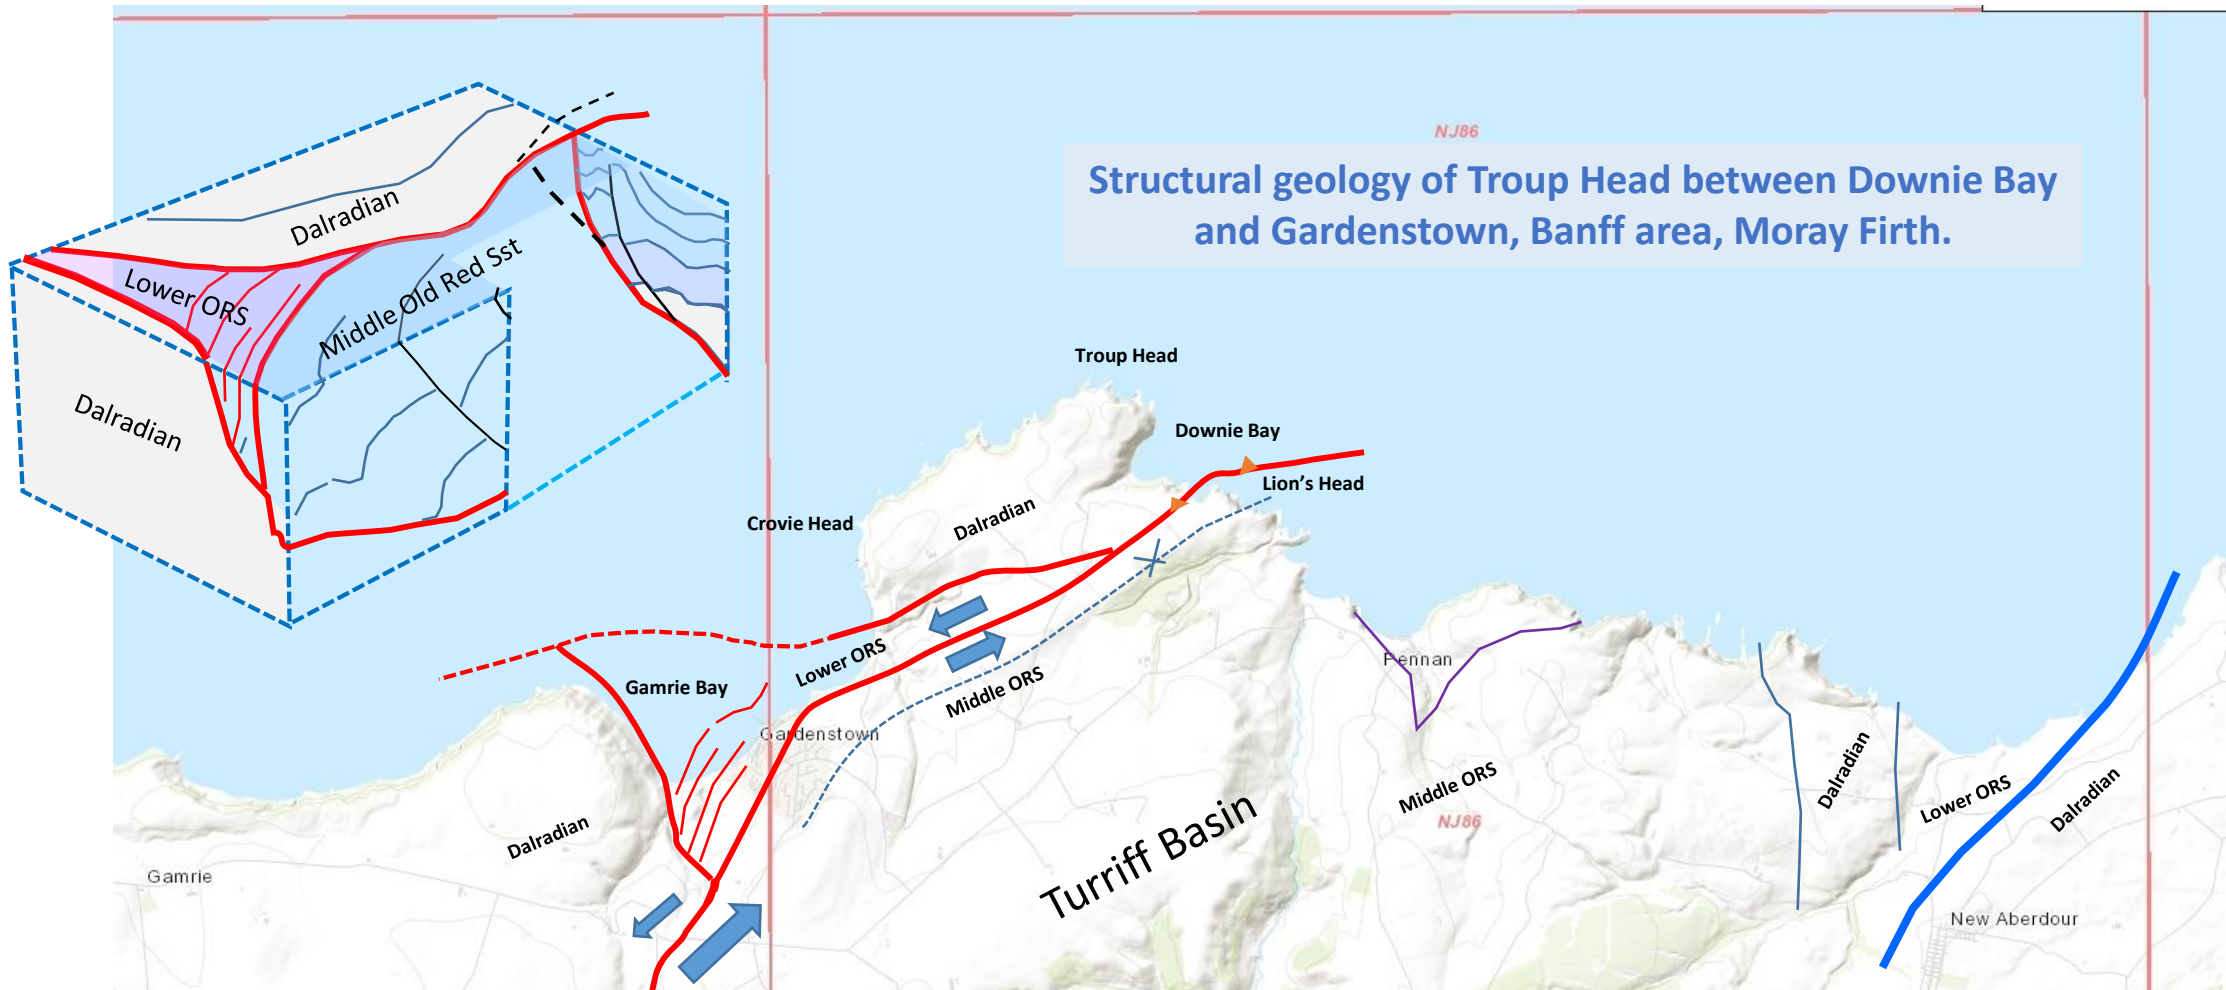 NJ86
Structural geology of Troup Head between Downie Bay
and Gardenstown, Banff area, Moray Firth.
Dalradian
Lower ORS
Middle Old Red Sst
Dalradian
Troup Head
Downie Bay
Lion's Head
Crovie Head
Dalradian
Lower ORS
Pennan
Gamrie Bay
Middle ORS
Gardenstown
Middle ORS
Dalradian
Lower ORS
Dalradian
NJ86
Dalradian
Turriff Basin
Gamrie
New Aberdour